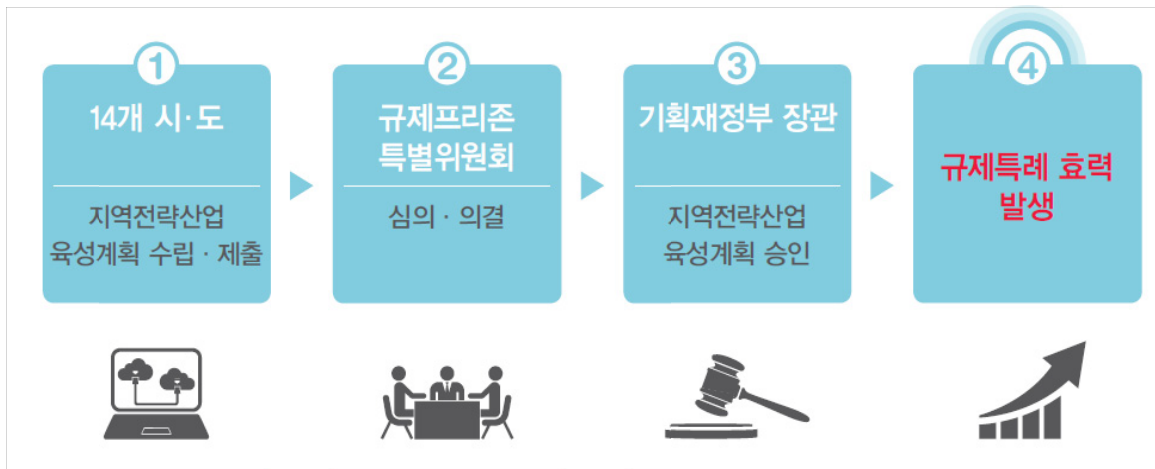 ①
14개 시·도
지역전략산업
육성계획 수립 · 제출
②
규제프리존
특별위원회
심의 · 의결
③
기획재정부 장관
지역전략산업
육성계획 승인
④
규제특례 효력
발생